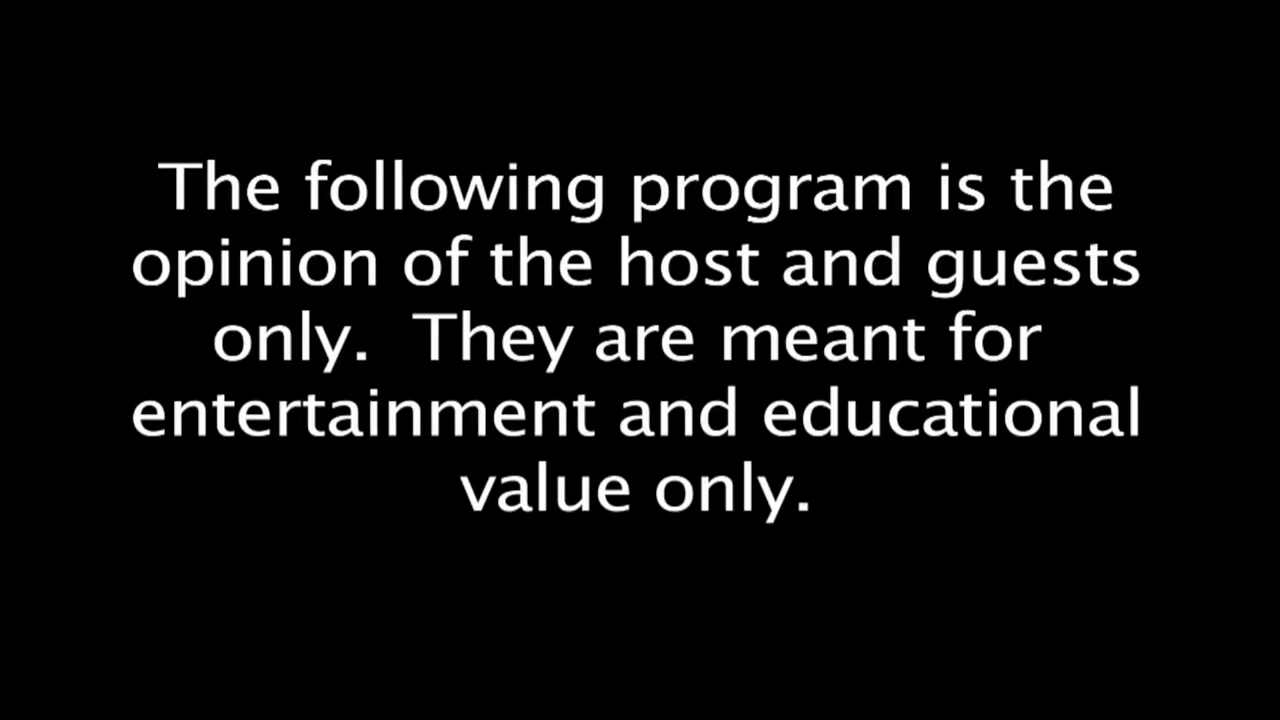 The following program is the
opinion of the host and guests
only.  They are meant for
entertainment and educational
value only.